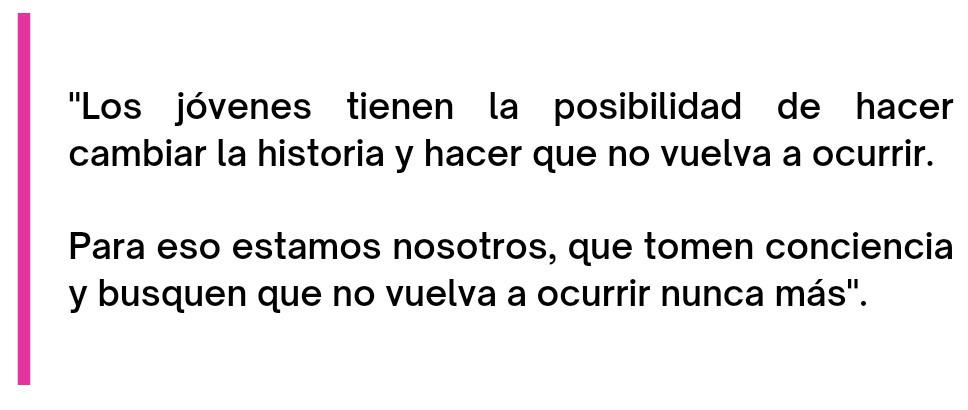 "Los jóvenes tienen la posibilidad de hacer
cambiar la historia y hacer que no vuelva a ocurrir.
Para eso estamos nosotros, que tomen conciencia
y busquen que no vuelva a ocurrir nunca más".